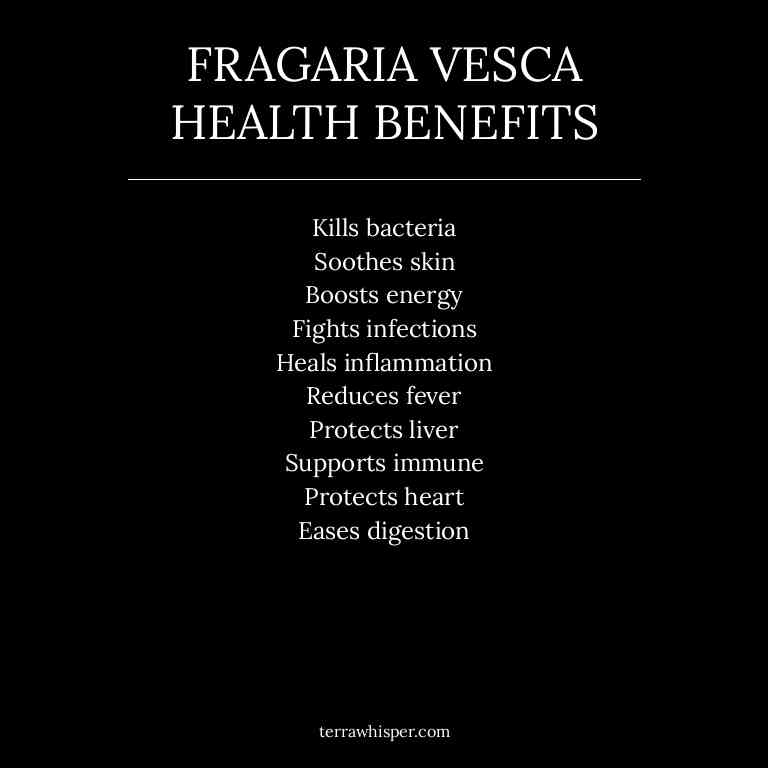 FRAGARIA VESCA
HEALTH BENEFITS
Kills bacteria
Soothes skin
Boosts energy
Fights infections
Heals inflammation
Reduces fever
Protects liver
Supports immune
Protects heart
Eases digestion
terrawhisper.com